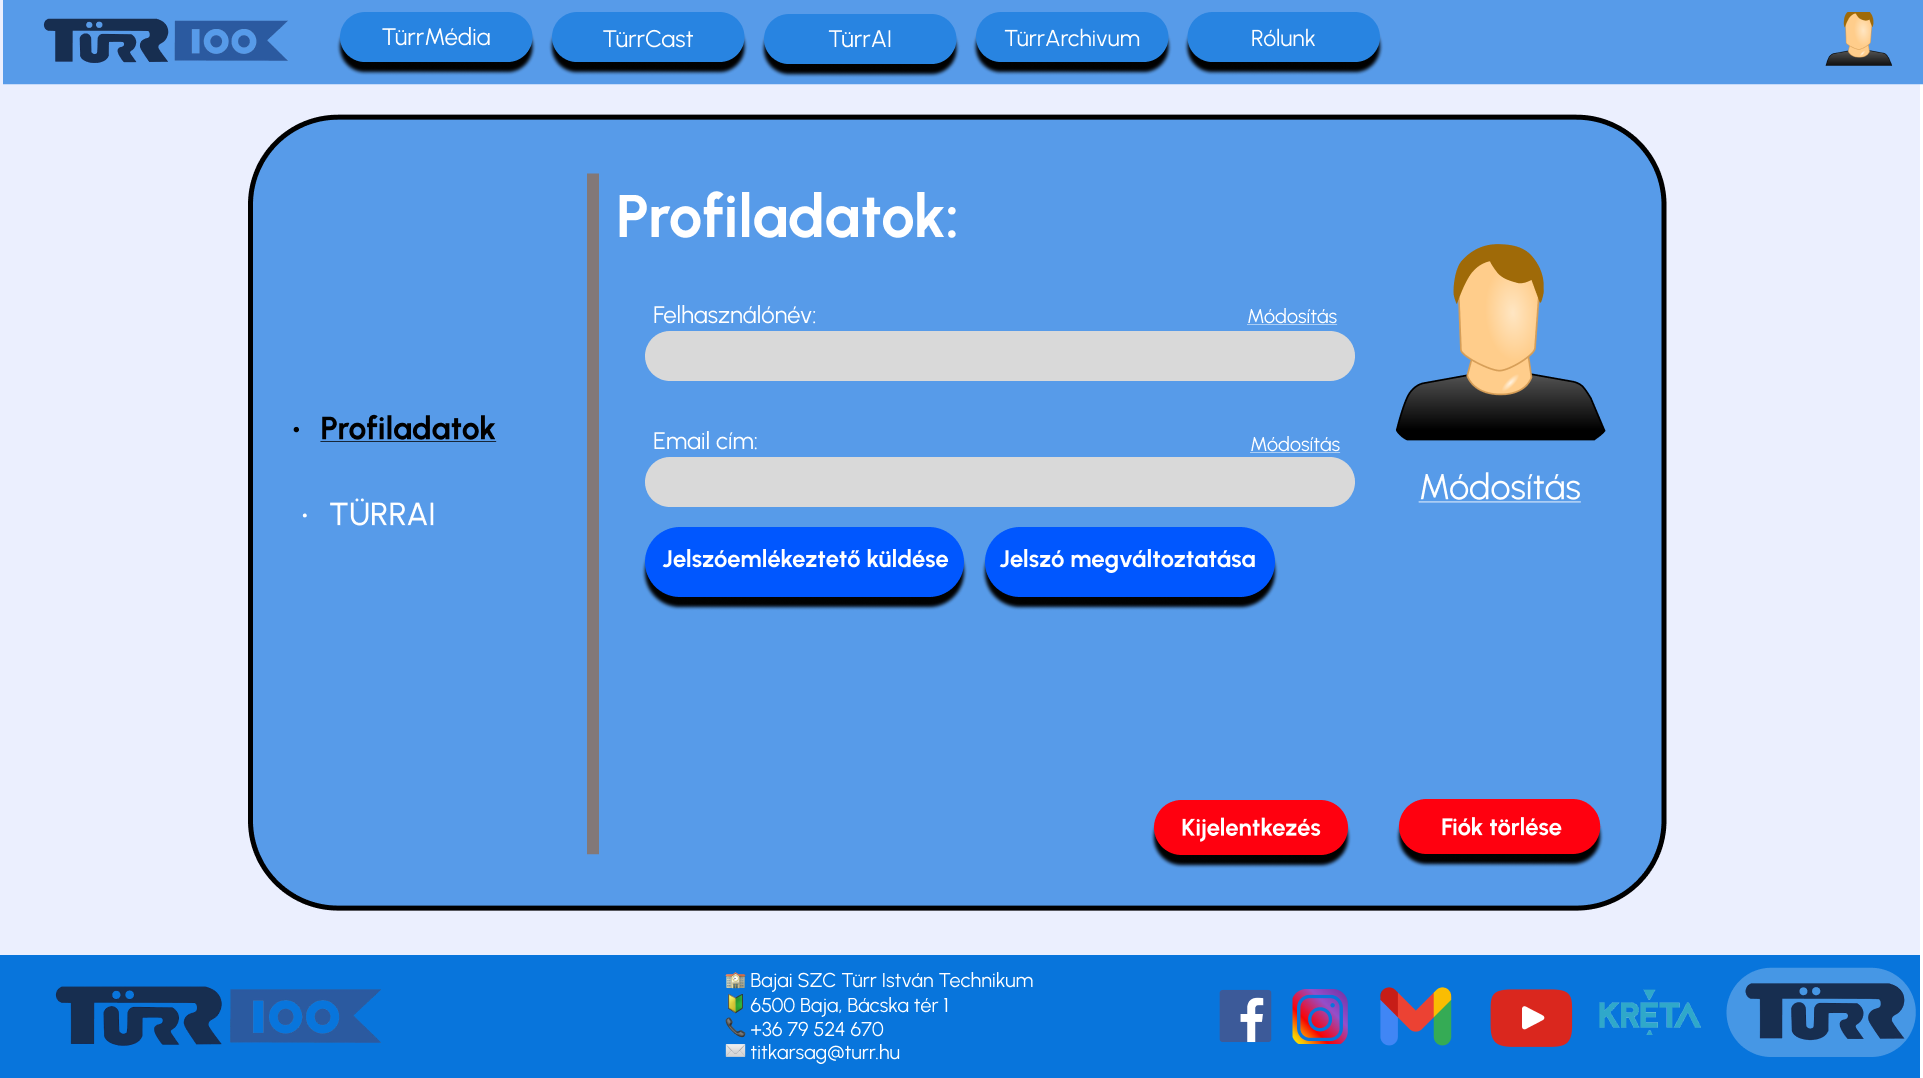 TÜRR 100
TürrMédia
TürrCast
TürrAI
TürrArchivum
Rólunk
Profiladatok:
Felhasználónév:
Módosítás
Email cím:
Módosítás
Módosítás
• Profiladatok
• TÜRRAI
Jelszóemlékeztető küldése
Jelszó megváltoztatása
Kijelentkezés
Fiók törlése
TÜRR 100
Bajai SZC Türr István Technikum
6500 Baja, Bácska tér 1
+36 79 524 670
titkarsag@turr.hu
KRÉTA
TÜRR